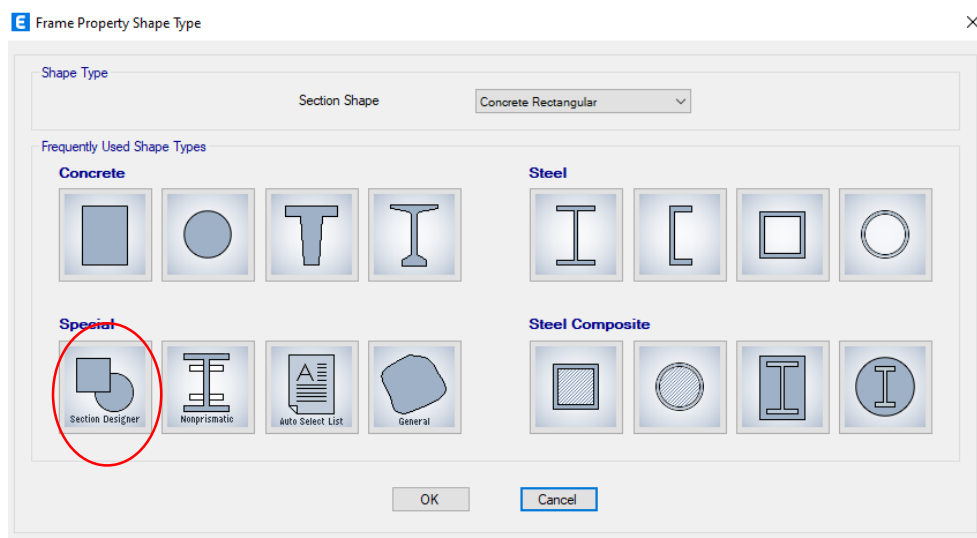 E Frame Property Shape Type
Shape Type
Section Shape Concrete Rectangular
Frequently Used Shape Types
Concrete Steel
Special Steel Composite
Section Designer Nonprismatic Auto Select List General
OK Cancel